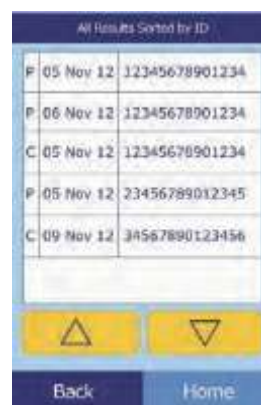 All Results Sorted by ID
P 05 Nov 12 12345678901234
P 06 Nov 12 12345678901234
C 05 Nov 12 12345678901234
P 05 Nov 12 23456789012345
C 09 Nov 12 34567890123456
Back Home